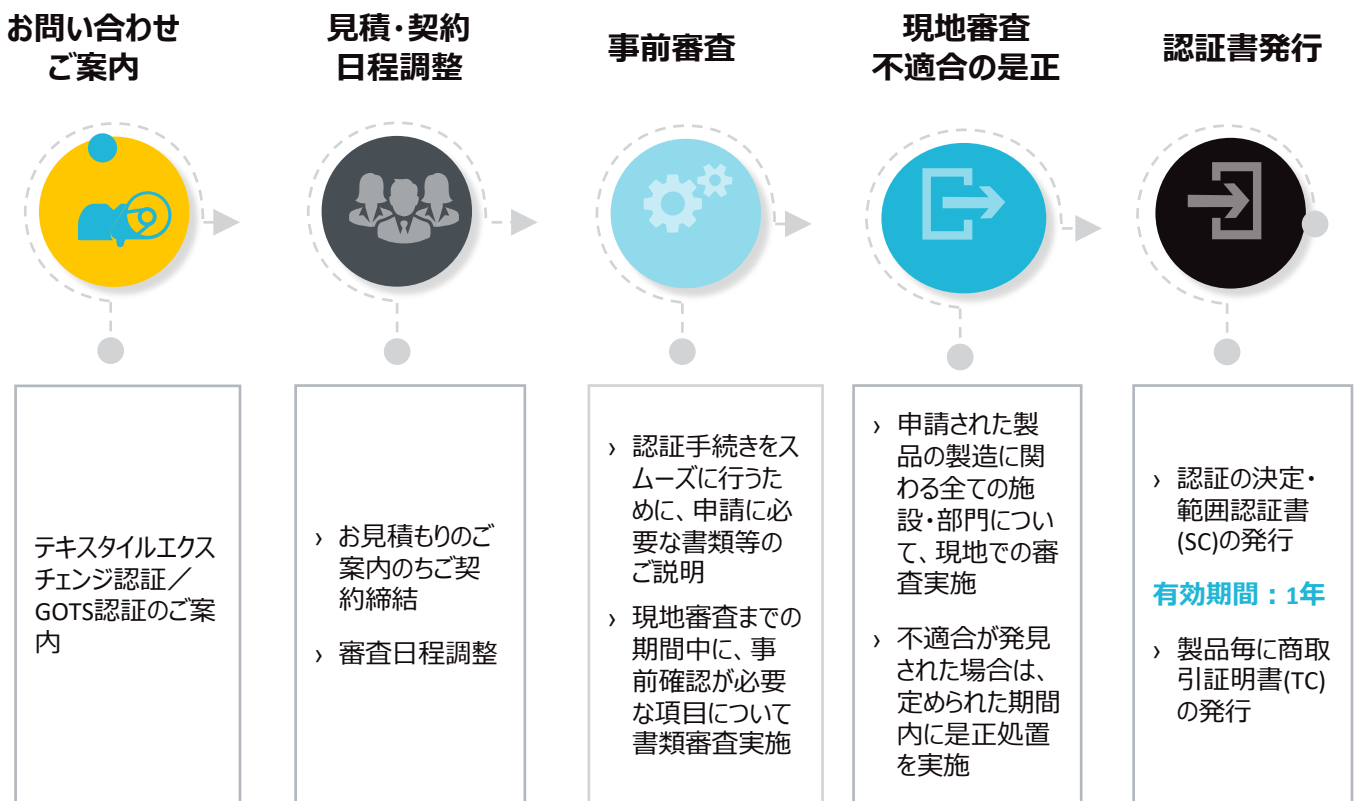 お問い合わせ
ご案内
見積・契約
日程調整
事前審査
現地審査
不適合の是正
認証書発行
テキスタイルエクス
チェンジ認証／
GOTS認証のご案
内
› お見積もりのご
案内のちご契
約締結
› 審査日程調整
› 認証手続きをス
ムーズに行うた
めに、申請に必
要な書類等の
ご説明
› 現地審査までの
期間中に、事
前確認が必要
な項目について
書類審査実施
› 申請された製
品の製造に関
わる全ての施
設・部門につい
て、現地での審
査実施
› 不適合が発見
された場合は、
定められた期間
内に是正処置
を実施
› 認証の決定・
範囲認証書
(SC)の発行
有効期間：1年
› 製品毎に商取
引証明書(TC)
の発行